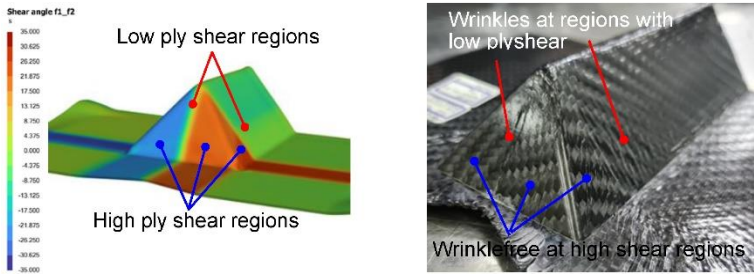 Shear angle f1_f2
35.000
30.625
26.250
21.875
17.500
13.125
8.750
4.375
0.000
-4.375
-8.750
-13.125
-17.500
-21.875
-26.250
-30.625
-35.000
Low ply shear regions
High ply shear regions
Wrinkles at regions with
low plyshear
Wrinklefree at high shear regions